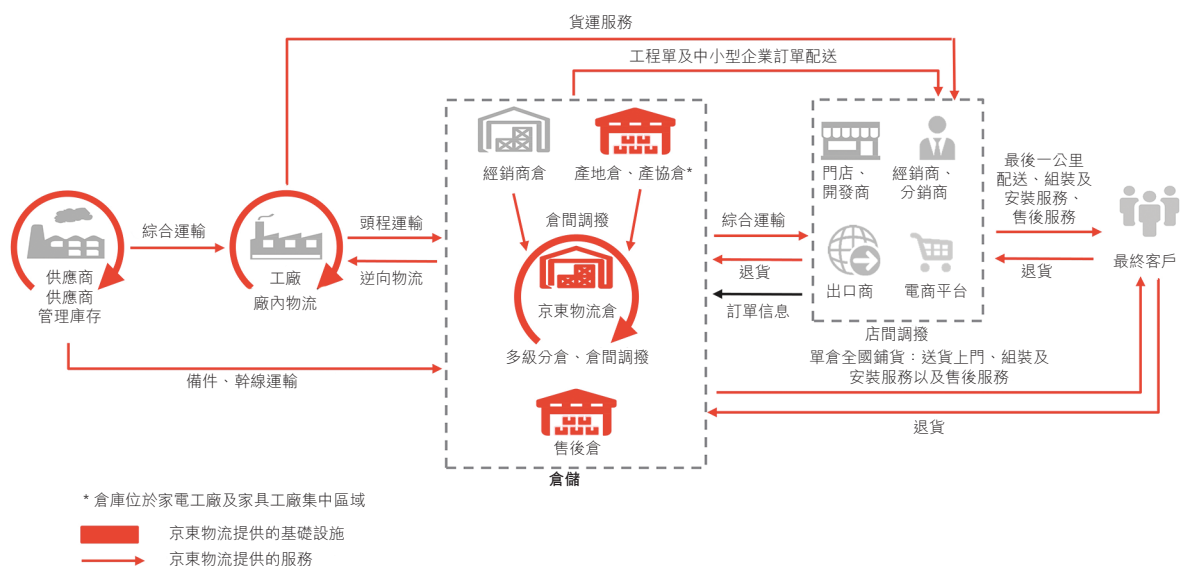 貨運服務
工程單及中小型企業訂單配送
經銷商倉
產地倉、產協倉*
倉間調撥
京東物流倉
多級分倉、倉間調撥
售後倉
倉儲
供應商
供應商
管理庫存
綜合運輸
工廠
廠內物流
頭程運輸
逆向物流
備件、幹線運輸
綜合運輸
退貨
訂單信息
門店、
開發商
經銷商、
分銷商
出口商
電商平台
店間調撥
最後一公里
配送、組裝及
安裝服務、
售後服務
退貨
最終客戶
單倉全國鋪貨：送貨上門、組裝及
安裝服務以及售後服務
退貨
* 倉庫位於家電工廠及家具工廠集中區域
京東物流提供的基礎設施
京東物流提供的服務